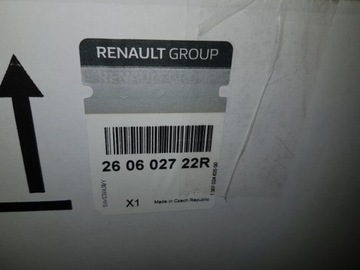 RENAULT GROUP
26 06 027 22R
X1
Made in Czech Republic